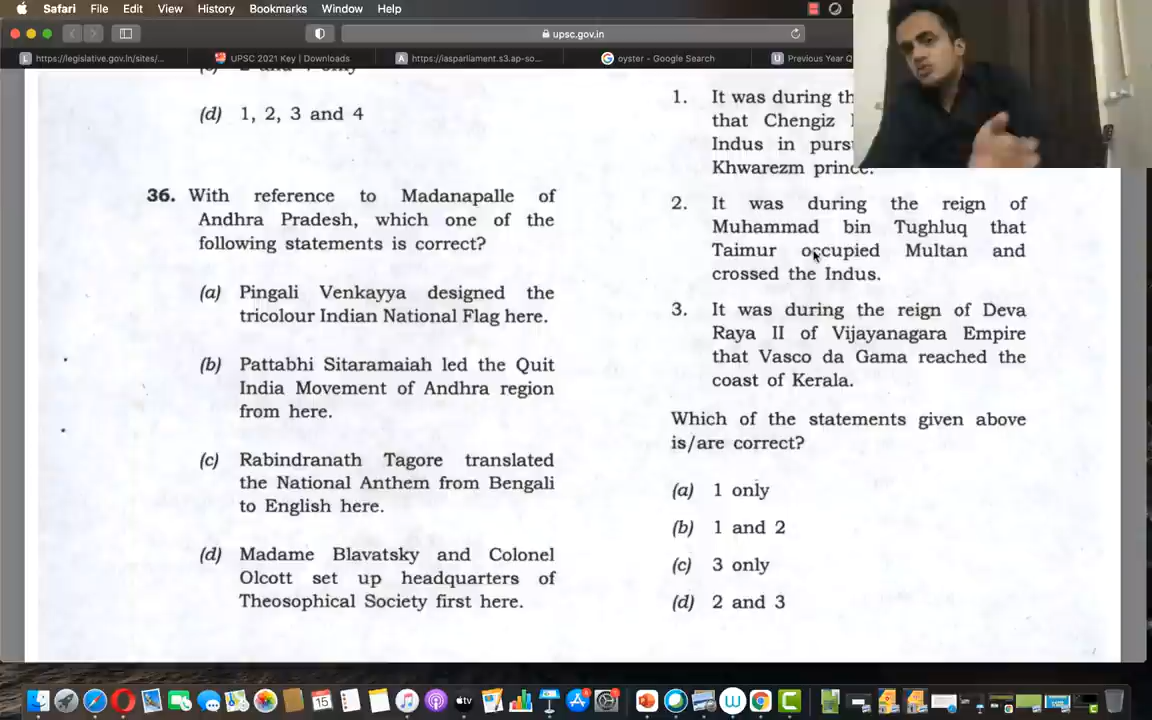 Safari File Edit View History Bookmarks Window Help
upsc.gov.in
https://legislative.gov.in/sites/... UPSC 2021 Key | Downloads https://iasparliament.s3.ap-so... oyster - Google Search Previous Year Q
(d) 1, 2, 3 and 4
36. With reference to Madanapalle of
Andhra Pradesh, which one of the
following statements is correct?
(a) Pingali Venkayya designed the
tricolour Indian National Flag here.
(b) Pattabhi Sitaramaiah led the Quit
India Movement of Andhra region
from here.
(c) Rabindranath Tagore translated
the National Anthem from Bengali
to English here.
(d) Madame Blavatsky and Colonel
Olcott set up headquarters of
Theosophical Society first here.
1. It was during th
that Chengiz
Indus in purs
Khwarezm prince.
2. It was during the reign of
Muhammad bin Tughluq that
Taimur occupied Multan and
crossed the Indus.
3. It was during the reign of Deva
Raya II of Vijayanagara Empire
that Vasco da Gama reached the
coast of Kerala.
Which of the statements given above
is/are correct?
(a) 1 only
(b) 1 and 2
(c) 3 only
(d) 2 and 3
15
tv